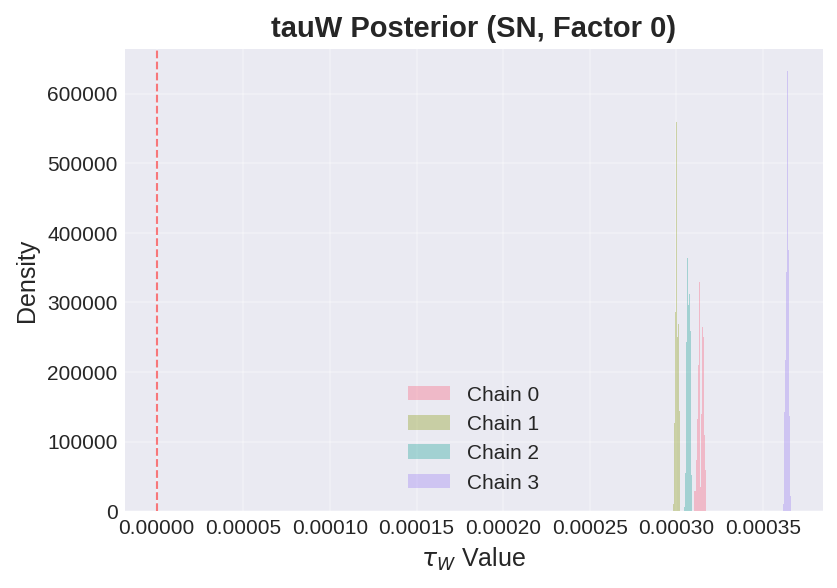 tauW Posterior (SN, Factor 0)
Density
600000
500000
400000
300000
200000
100000
0
Chain 0
Chain 1
Chain 2
Chain 3
0.00000 0.00005 0.00010 0.00015 0.00020 0.00025 0.00030 0.00035
τW Value